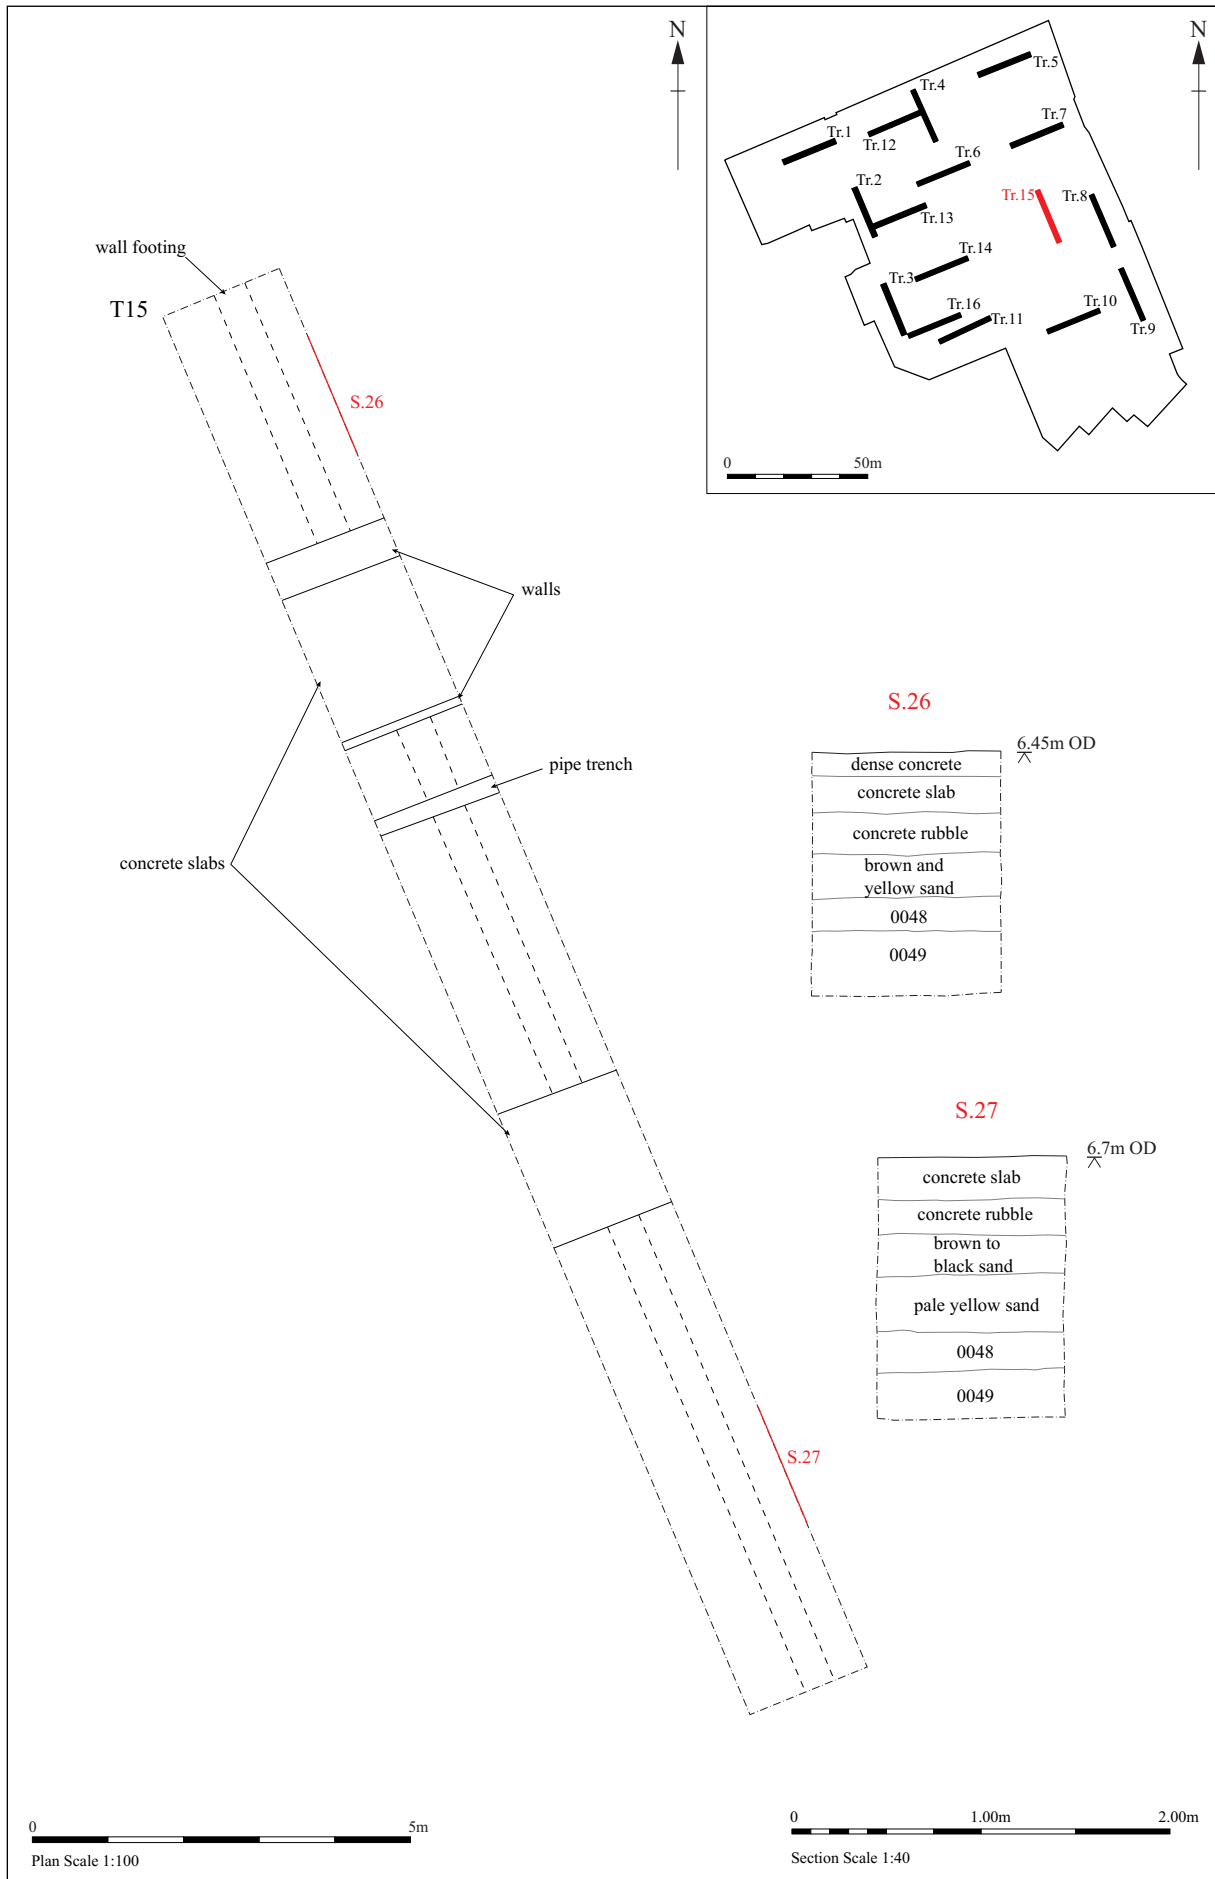 N
N
Tr.5
Tr.4
Tr.7
Tr.1
Tr.12
Tr.6
Tr.2
Tr.15
Tr.8
Tr.13
Tr.14
Tr.3
Tr.16
Tr.11
Tr.10
Tr.9
0 50m
wall footing
T15
S.26
walls
pipe trench
concrete slabs
S.27
S.26
6.45m OD
dense concrete
concrete slab
concrete rubble
brown and
yellow sand
0048
0049
S.27
6.7m OD
concrete slab
concrete rubble
brown to
black sand
pale yellow sand
0048
0049
0 5m
Plan Scale 1:100
0 1.00m 2.00m
Section Scale 1:40